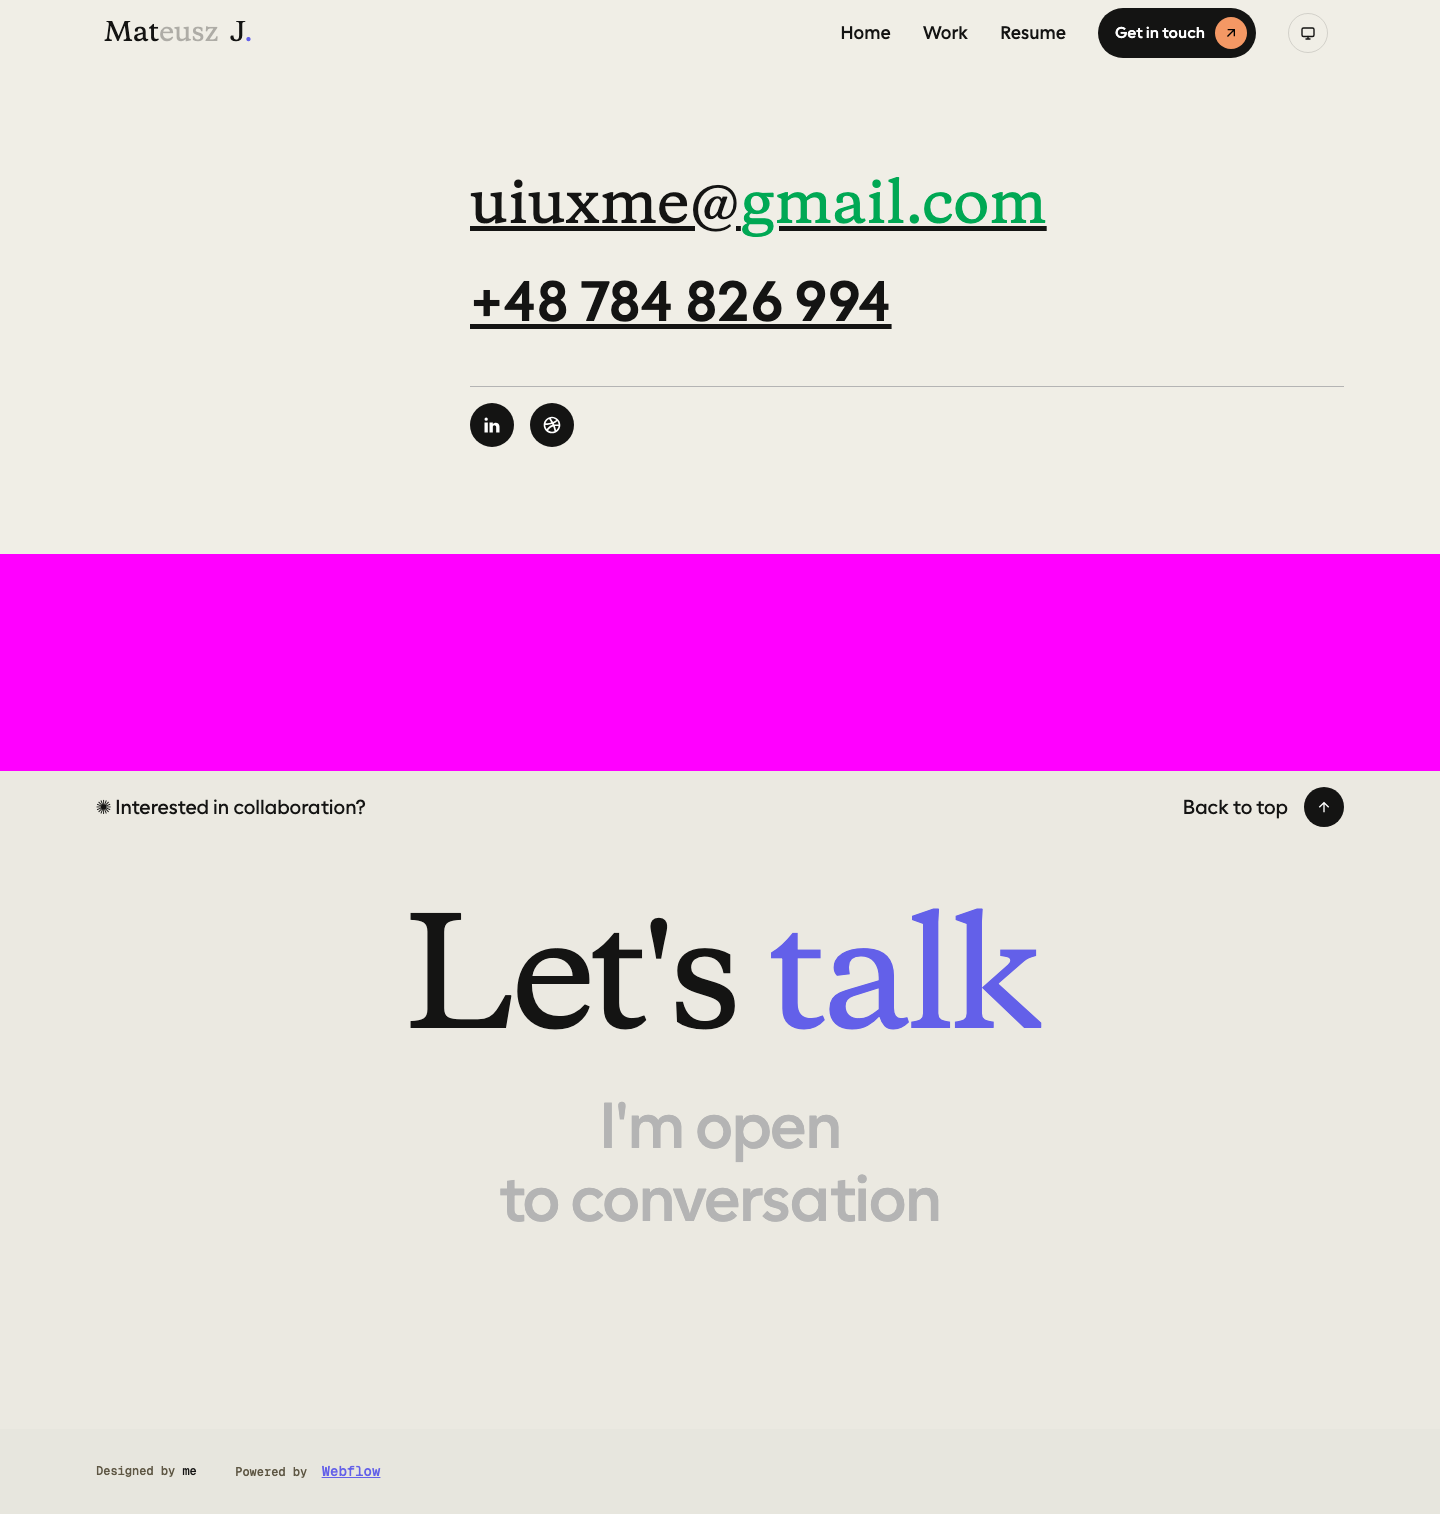 Mateusz J.
Home Work Resume Get in touch
uiuxme@gmail.com
+48 784 826 994
in
✺ Interested in collaboration?
Back to top
Let's talk
I'm open
to conversation
Designed by me Powered by Webflow